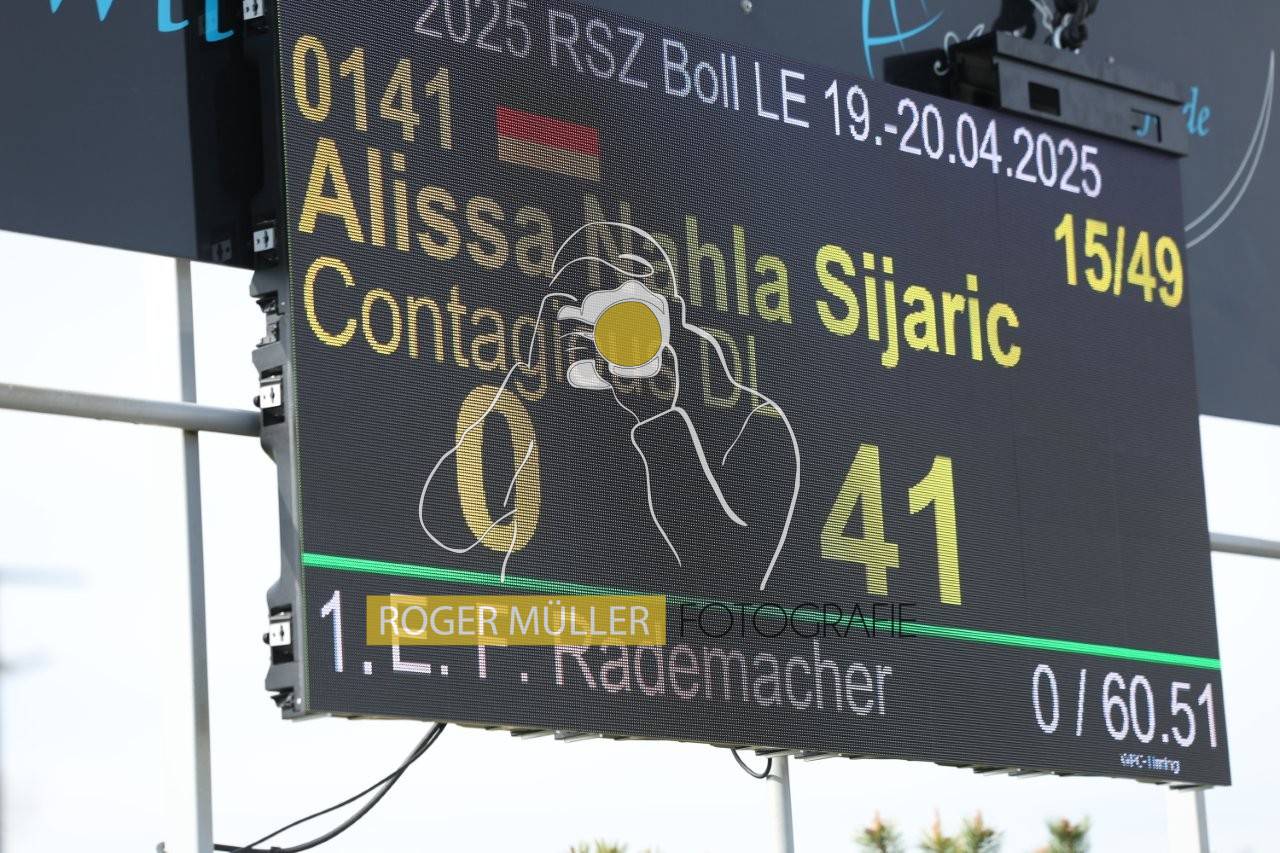 2025 RSZ Boll LE 19.-20.04.2025
0141
15/49
Alissa Nahla Sijaric
DJ
0 41
ROGER MÜLLER FOTOGRAFIE
1. E. F. Rademacher
0 / 60.51